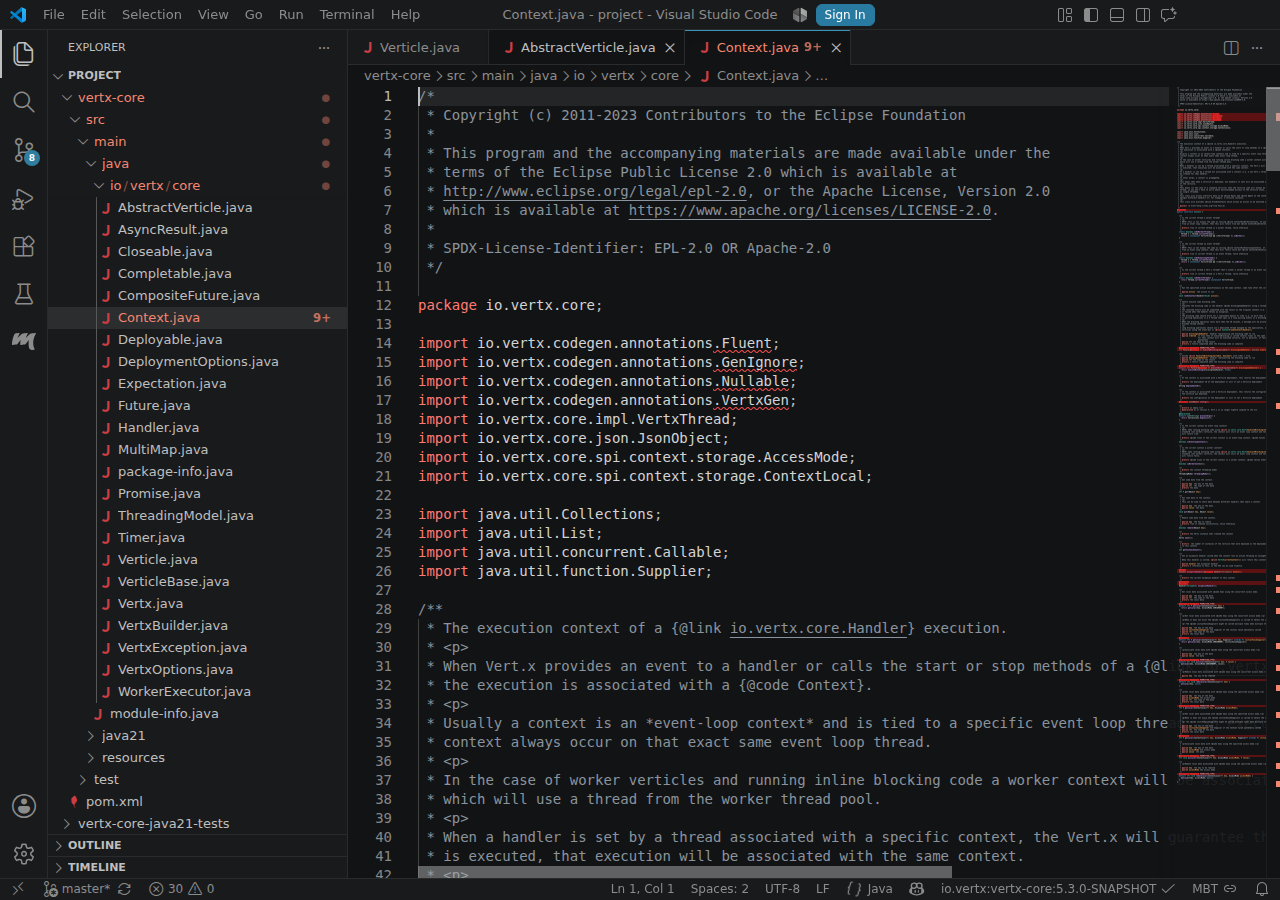 File Edit Selection View Go Run Terminal Help Context.java - project - Visual Studio Code Sign In
EXPLORER
PROJECT
vertx-core
src
main
java
io/vertx/core
AbstractVerticle.java
AsyncResult.java
Closeable.java
Completable.java
CompositeFuture.java
Context.java 9+
Deployable.java
DeploymentOptions.java
Expectation.java
Future.java
Handler.java
MultiMap.java
package-info.java
Promise.java
ThreadingModel.java
Timer.java
Verticle.java
VerticleBase.java
Vertx.java
VertxBuilder.java
VertxException.java
VertxOptions.java
WorkerExecutor.java
module-info.java
java21
resources
test
pom.xml
vertx-core-java21-tests
OUTLINE
TIMELINE
8
Verticle.java AbstractVerticle.java Context.java 9+
vertx-core > src > main > java > io > vertx > core > Context.java > ...
1 /*
2 * Copyright (c) 2011-2023 Contributors to the Eclipse Foundation
3 *
4 * This program and the accompanying materials are made available under the
5 * terms of the Eclipse Public License 2.0 which is available at
6 * http://www.eclipse.org/legal/epl-2.0, or the Apache License, Version 2.0
7 * which is available at https://www.apache.org/licenses/LICENSE-2.0.
8 *
9 * SPDX-License-Identifier: EPL-2.0 OR Apache-2.0
10 */
11
12 package io.vertx.core;
13
14 import io.vertx.codegen.annotations.Fluent;
15 import io.vertx.codegen.annotations.GenIgnore;
16 import io.vertx.codegen.annotations.Nullable;
17 import io.vertx.codegen.annotations.VertxGen;
18 import io.vertx.core.impl.VertxThread;
19 import io.vertx.core.json.JsonObject;
20 import io.vertx.core.spi.context.storage.AccessMode;
21 import io.vertx.core.spi.context.storage.ContextLocal;
22
23 import java.util.Collections;
24 import java.util.List;
25 import java.util.concurrent.Callable;
26 import java.util.function.Supplier;
27
28 /**
29 * The execution context of a {@link io.vertx.core.Handler} execution.
30 * <p>
31 * When Vert.x provides an event to a handler or calls the start or stop methods of a {@l
32 * the execution is associated with a {@code Context}.
33 * <p>
34 * Usually a context is an *event-loop context* and is tied to a specific event loop thre
35 * context always occur on that exact same event loop thread.
36 * <p>
37 * In the case of worker verticles and running inline blocking code a worker context will
38 * which will use a thread from the worker thread pool.
39 * <p>
40 * When a handler is set by a thread associated with a specific context, the Vert.x will guarantee th
41 * is executed, that execution will be associated with the same context.
42 * <p>
master* 30 0 Ln 1, Col 1 Spaces: 2 UTF-8 LF {} Java io.vertx:vertx-core:5.3.0-SNAPSHOT MBT